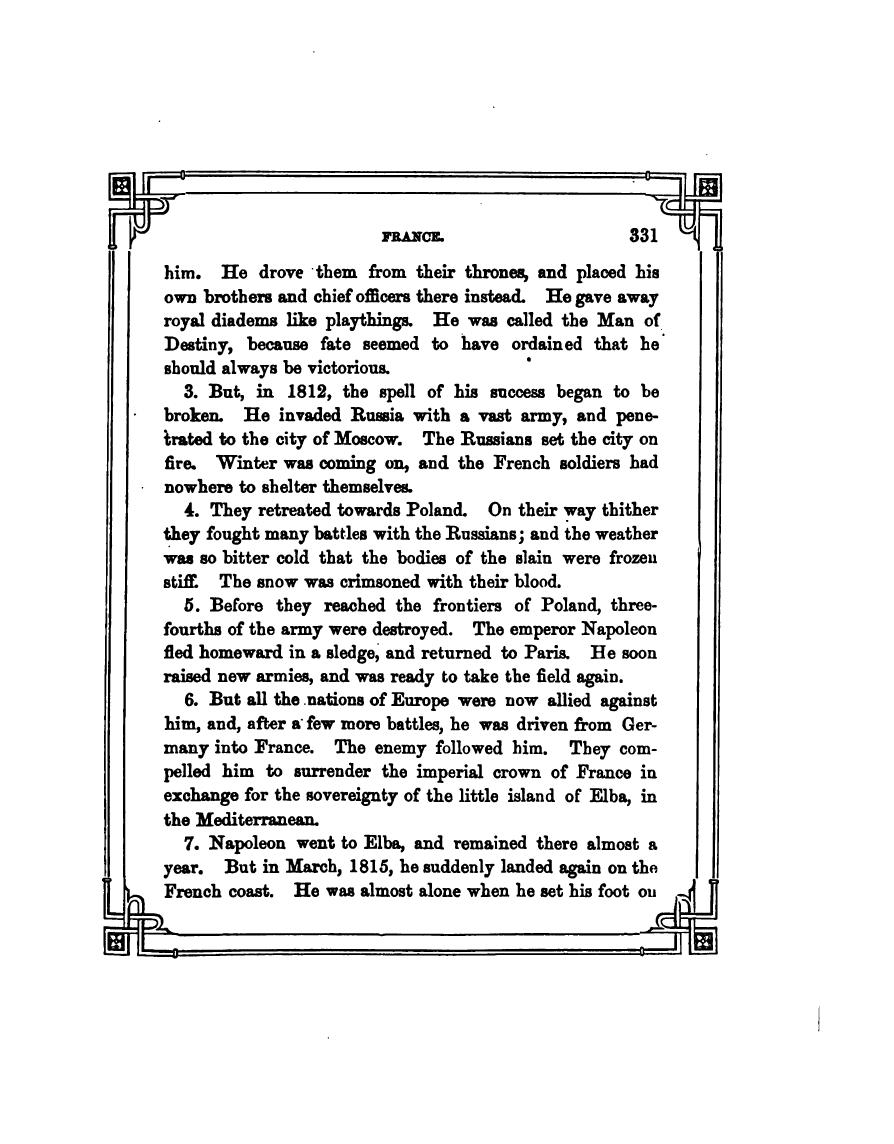 FRANCE. 331
him. He drove them from their thrones, and placed his
own brothers and chief officers there instead. He gave away
royal diadems like playthings. He was called the Man of
Destiny, because fate seemed to have ordained that he
should always be victorious.
3. But, in 1812, the spell of his success began to be
broken. He invaded Russia with a vast army, and pene-
trated to the city of Moscow. The Russians set the city on
fire. Winter was coming on, and the French soldiers had
nowhere to shelter themselves.
4. They retreated towards Poland. On their way thither
they fought many battles with the Russians; and the weather
was so bitter cold that the bodies of the slain were frozen
stiff. The snow was crimsoned with their blood.
5. Before they reached the frontiers of Poland, three-
fourths of the army were destroyed. The emperor Napoleon
fled homeward in a sledge, and returned to Paris. He soon
raised new armies, and was ready to take the field again.
6. But all the nations of Europe were now allied against
him, and, after a few more battles, he was driven from Ger-
many into France. The enemy followed him. They com-
pelled him to surrender the imperial crown of France in
exchange for the sovereignty of the little island of Elba, in
the Mediterranean.
7. Napoleon went to Elba, and remained there almost a
year. But in March, 1815, he suddenly landed again on the
French coast. He was almost alone when he set his foot on